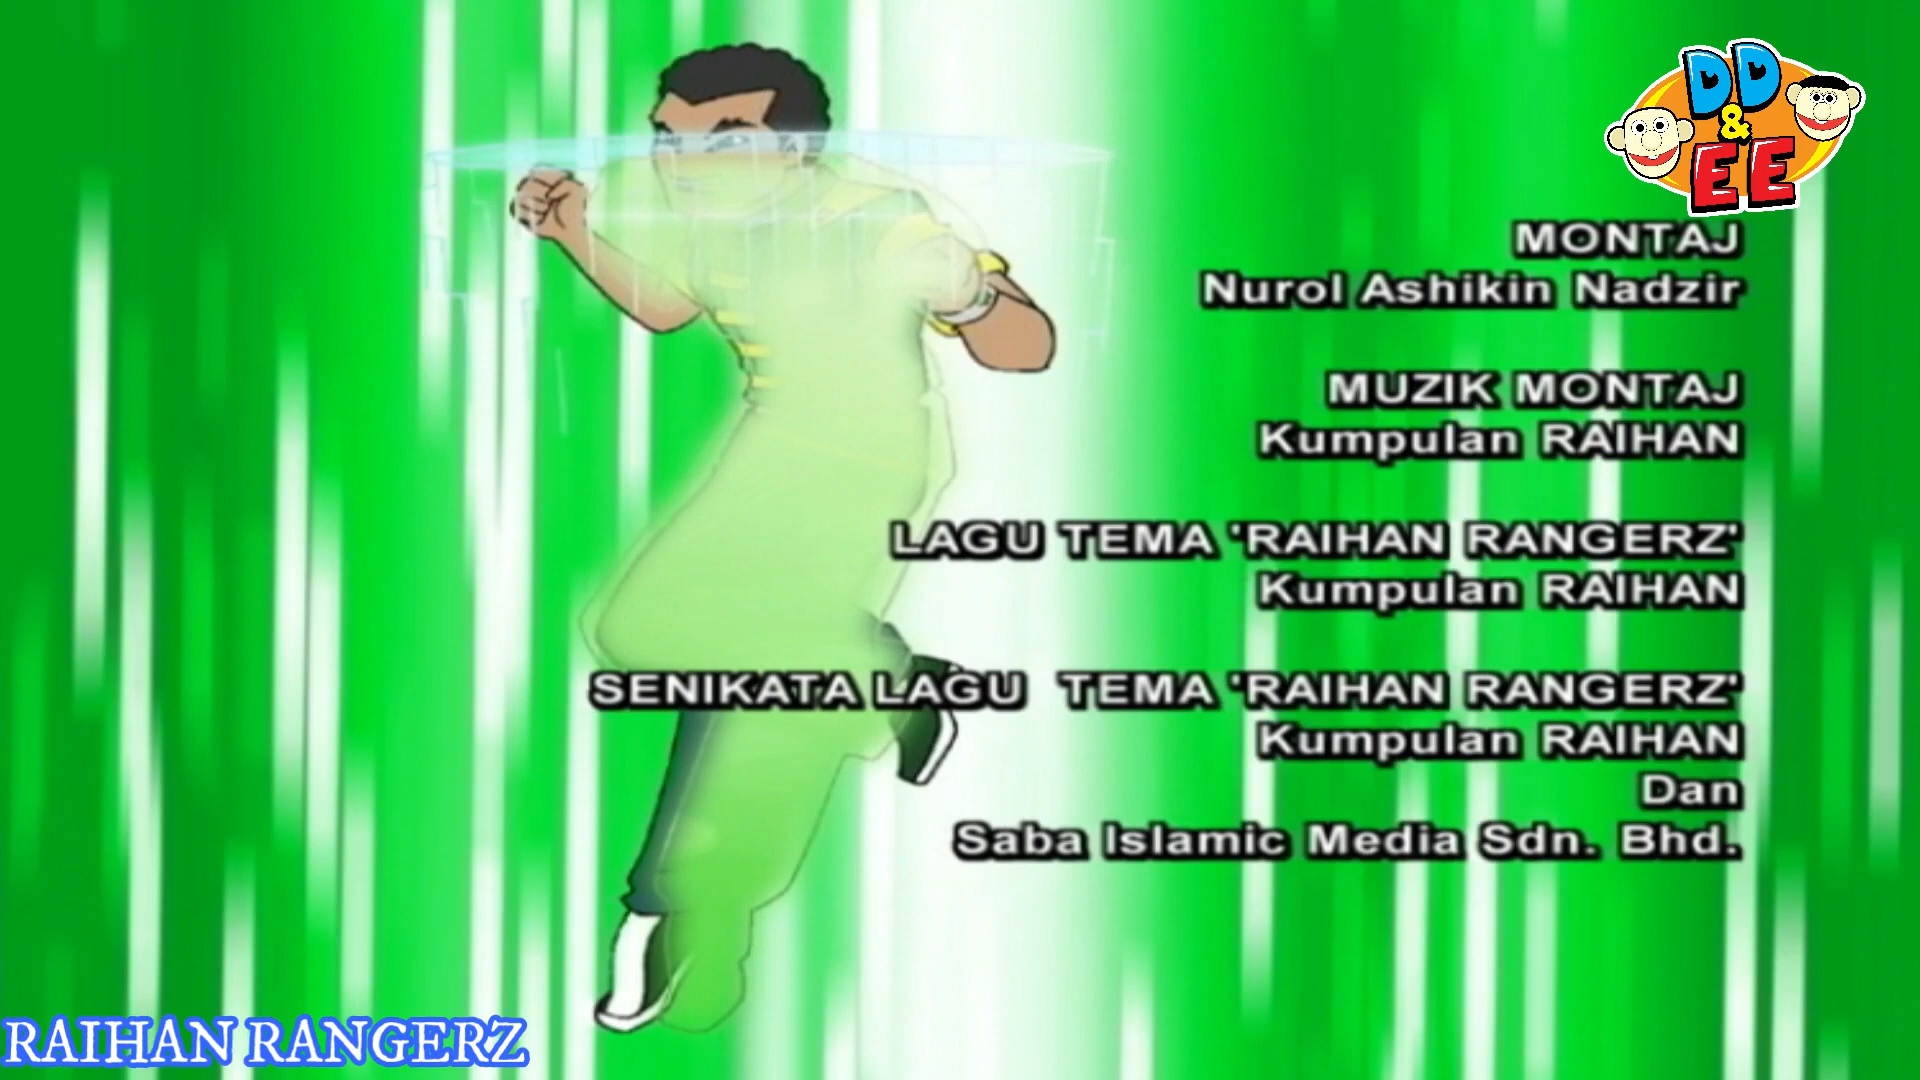 DD
&
EE
MONTAJ
Nurol Ashikin Nadzir
MUZIK MONTAJ
Kumpulan RAIHAN
LAGU TEMA 'RAIHAN RANGERZ'
Kumpulan RAIHAN
SENIKATA LAGU TEMA 'RAIHAN RANGERZ'
Kumpulan RAIHAN
Dan
Saba Islamic Media Sdn. Bhd.
RAIHAN RANGERZ